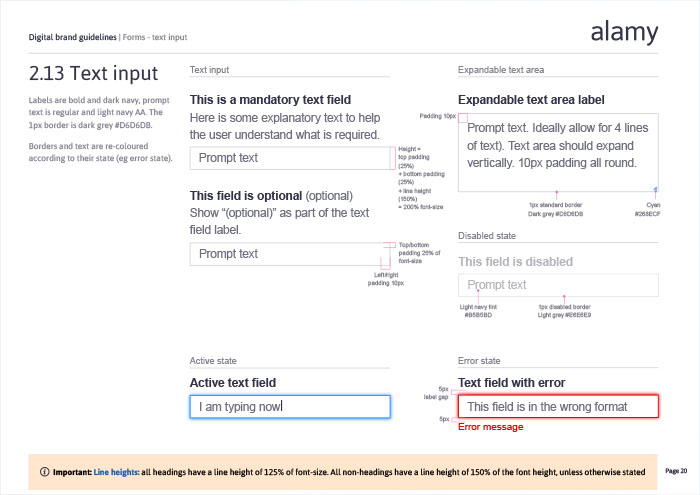 Digital brand guidelines | Forms - text input
alamy
2.13 Text input
Labels are bold and dark navy, prompt
text is regular and light navy AA. The
1px border is dark grey #D6D6DB.
Borders and text are re-coloured
according to their state (eg error state).
Text input
This is a mandatory text field
Here is some explanatory text to help
the user understand what is required.
Prompt text
Height =
top padding
(25%)
+ bottom padding
(25%)
+ line height
(150%)
= 200% font-size
This field is optional (optional)
Show “(optional)” as part of the text
field label.
Prompt text
Top/bottom
padding 25% of
font-size
Left/right
padding 10px
Expandable text area
Expandable text area label
Padding 10px
Prompt text. Ideally allow for 4 lines
of text). Text area should expand
vertically. 10px padding all round.
1px standard border
Dark grey #D6D6DB
Cyan
#268ECF
Disabled state
This field is disabled
Prompt text
Light navy tint
#B5B5BD
1px disabled border
Light grey #E6E6E9
Active state
Active text field
I am typing now
Error state
Text field with error
5px
label gap
This field is in the wrong format
5px
Error message
Important: Line heights: all headings have a line height of 125% of font-size. All non-headings have a line height of 150% of the font height, unless otherwise stated
Page 20